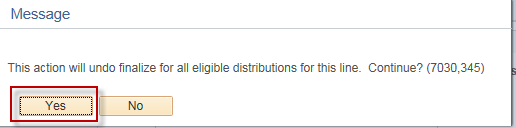 Message
This action will undo finalize for all eligible distributions for this line.  Continue? (7030,345)
Yes
No